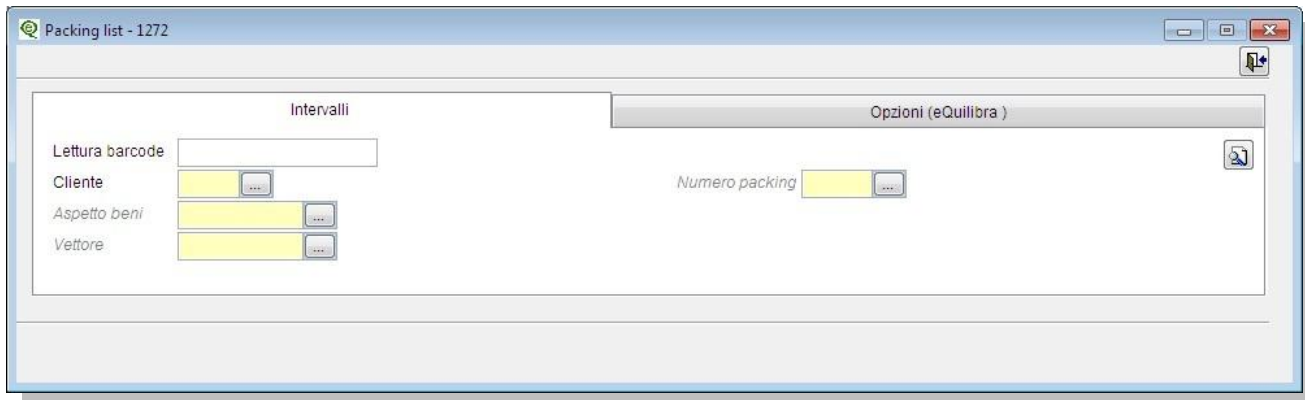 Packing list - 1272
Intervalli
Opzioni (eQuilibra )
Lettura barcode
Cliente ...
Numero packing ...
Aspetto beni ...
Vettore ...